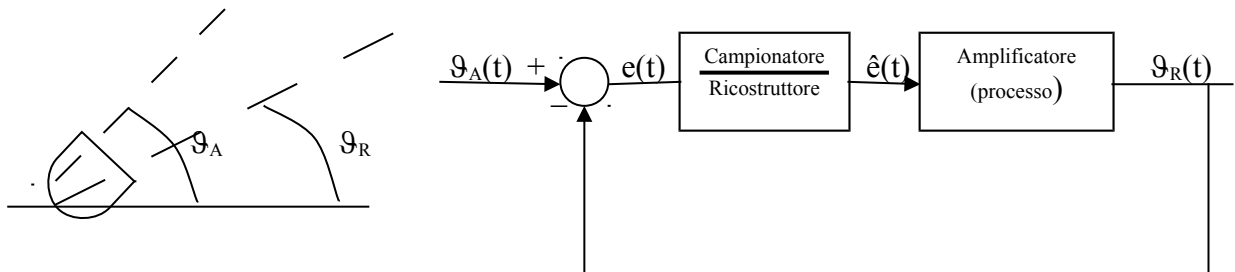 ϑA
ϑR
ϑA(t) +
−
e(t)
Campionatore
Ricostruttore
ê(t)
Amplificatore
(processo)
ϑR(t)